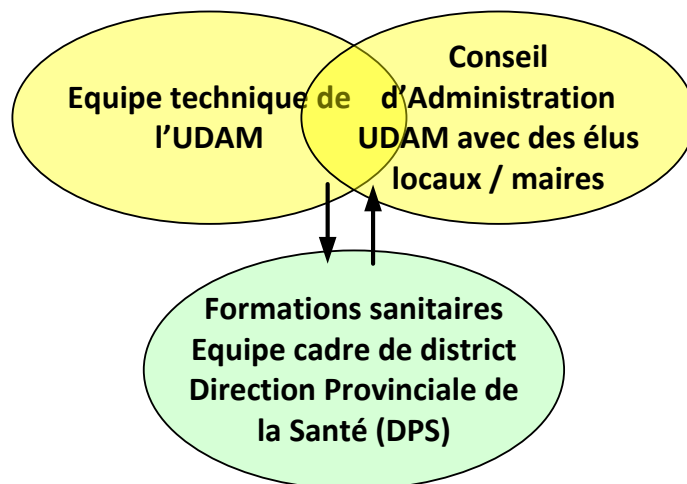 Equipe technique de
l'UDAM
Conseil
d'Administration
UDAM avec des élus
locaux / maires
Formations sanitaires
Equipe cadre de district
Direction Provinciale de
la Santé (DPS)